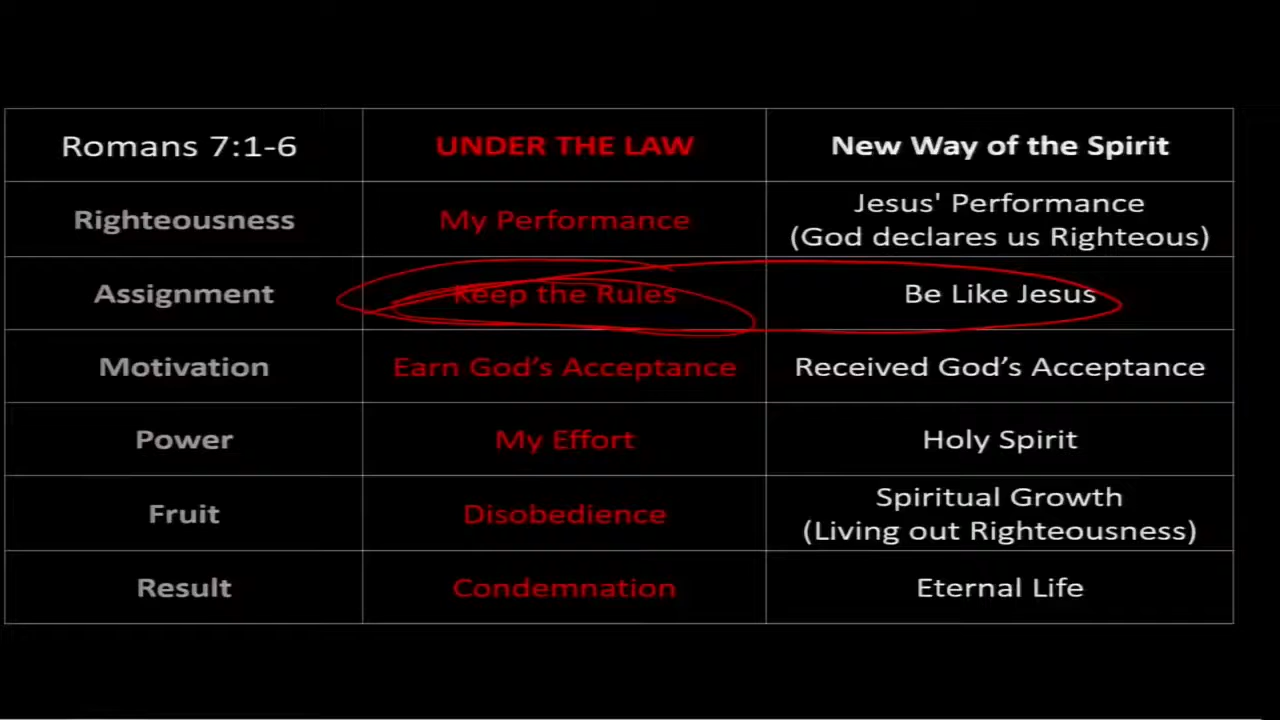 Romans 7:1-6
UNDER THE LAW
New Way of the Spirit
Righteousness
My Performance
Jesus' Performance
(God declares us Righteous)
Assignment
Keep the Rules
Be Like Jesus
Motivation
Earn God’s Acceptance
Received God’s Acceptance
Power
My Effort
Holy Spirit
Fruit
Disobedience
Spiritual Growth
(Living out Righteousness)
Result
Condemnation
Eternal Life